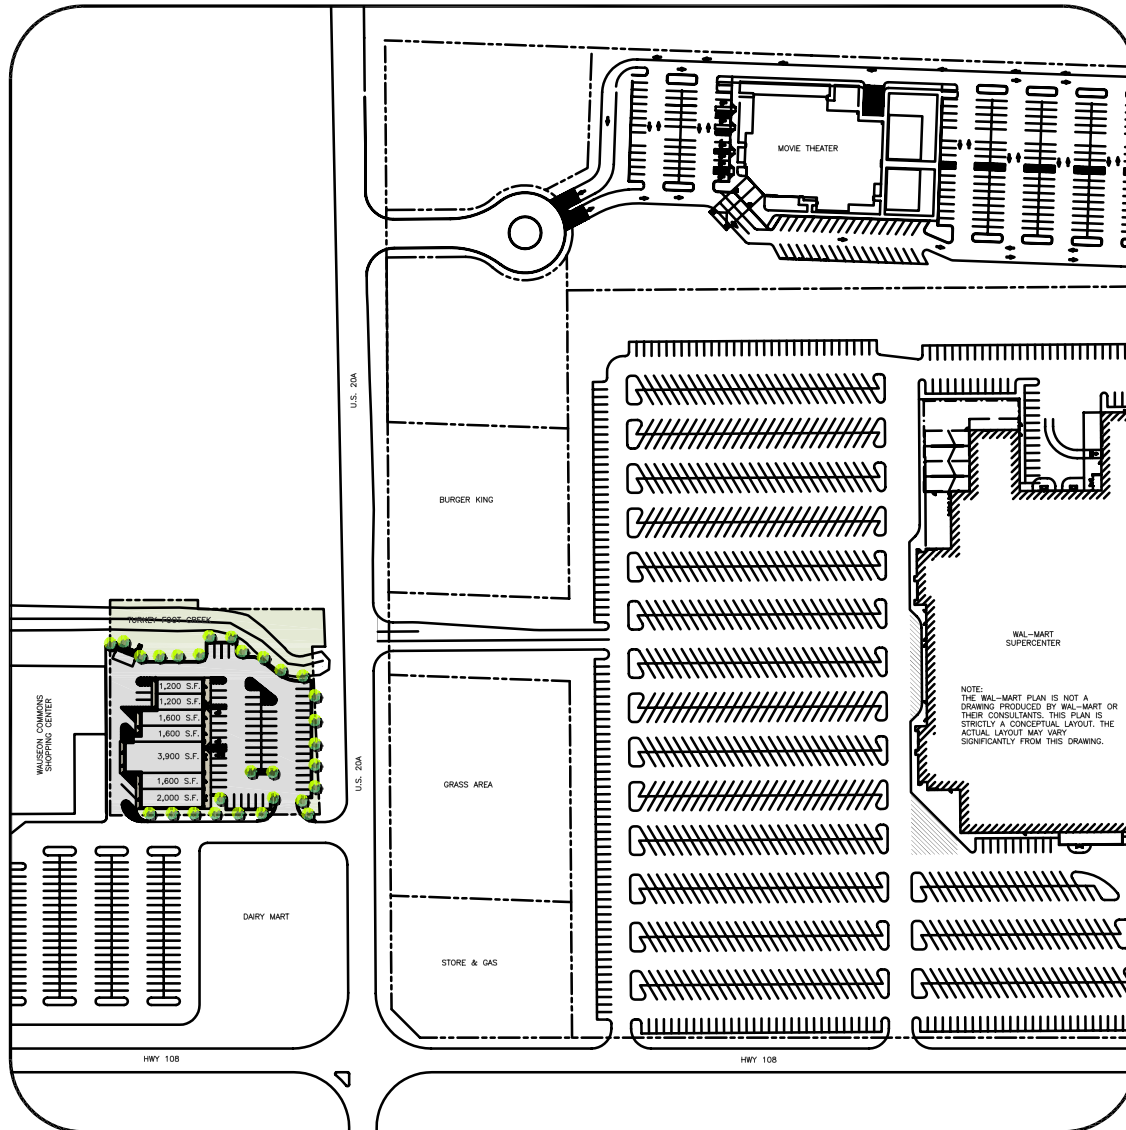 MOVIE THEATER
U.S. 20A
BURGER KING
TURKEY FOOT CREEK
WAL-MART
SUPERCENTER
NOTE:
THE WAL-MART PLAN IS NOT A
DRAWING PRODUCED BY WAL-MART OR
THEIR CONSULTANTS. THIS PLAN IS
STRICTLY A CONCEPTUAL LAYOUT. THE
ACTUAL LAYOUT MAY VARY
SIGNIFICANTLY FROM THIS DRAWING.
WAUSEON COMMONS
SHOPPING CENTER
1,200 S.F.
1,200 S.F.
1,600 S.F.
1,600 S.F.
3,900 S.F.
1,600 S.F.
2,000 S.F.
U.S. 20A
GRASS AREA
DAIRY MART
STORE & GAS
HWY 108
HWY 108